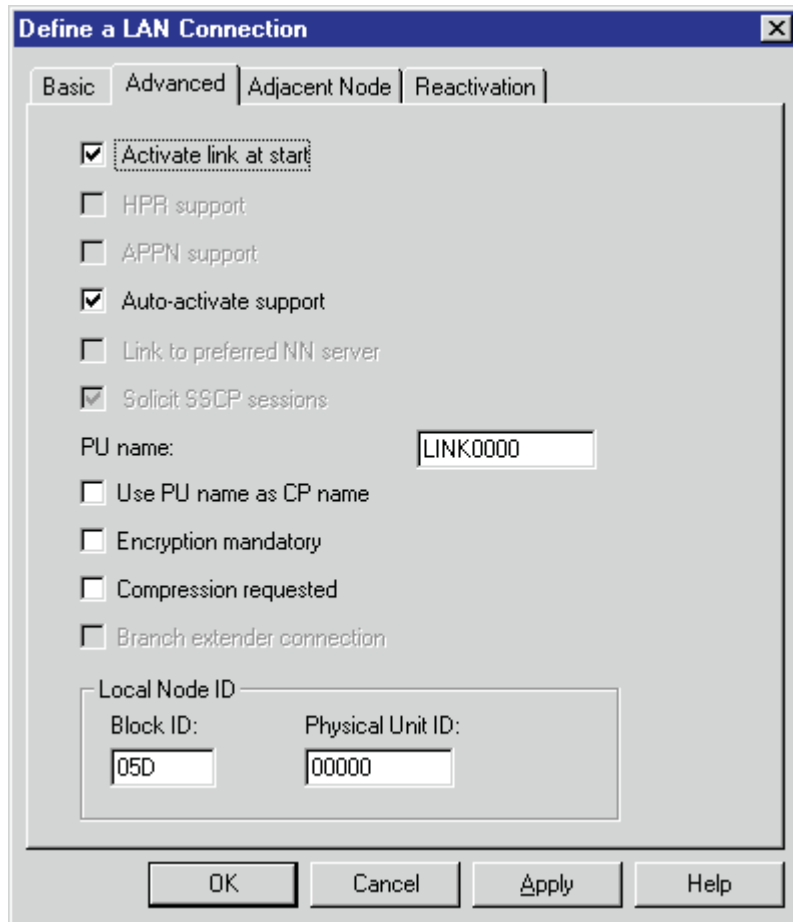 Define a LAN Connection
Basic Advanced Adjacent Node Reactivation
Activate link at start
HPR support
APPN support
Auto-activate support
Link to preferred NN server
Solicit SSCP sessions
PU name: LINK0000
Use PU name as CP name
Encryption mandatory
Compression requested
Branch extender connection
Local Node ID
Block ID: Physical Unit ID:
05D 00000
OK Cancel Apply Help